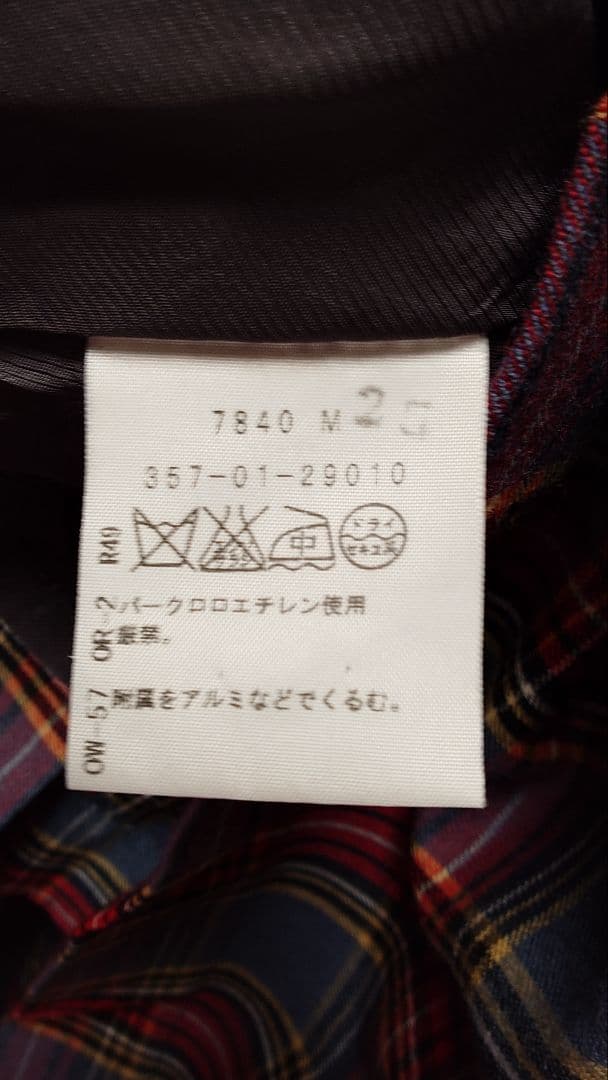 7840 M 2
357-01-29010
中 ドライ
セキユ系
パークロロエチレン使用
厳禁。
附属をアルミなどでくるむ。
R49
OR-2
OW-57